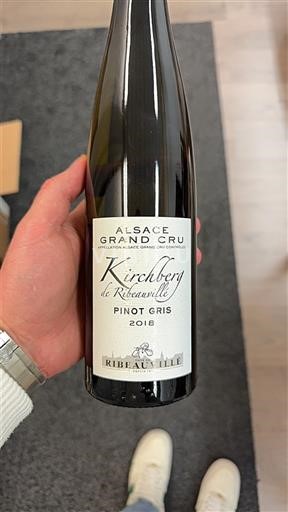 ALSACE
GRAND CRU
APPELLATION ALSACE GRAND CRU CONTRÔLÉE
Kirchberg
de Ribeauvillé
PINOT GRIS
2018
RIBEAUVILLÉ